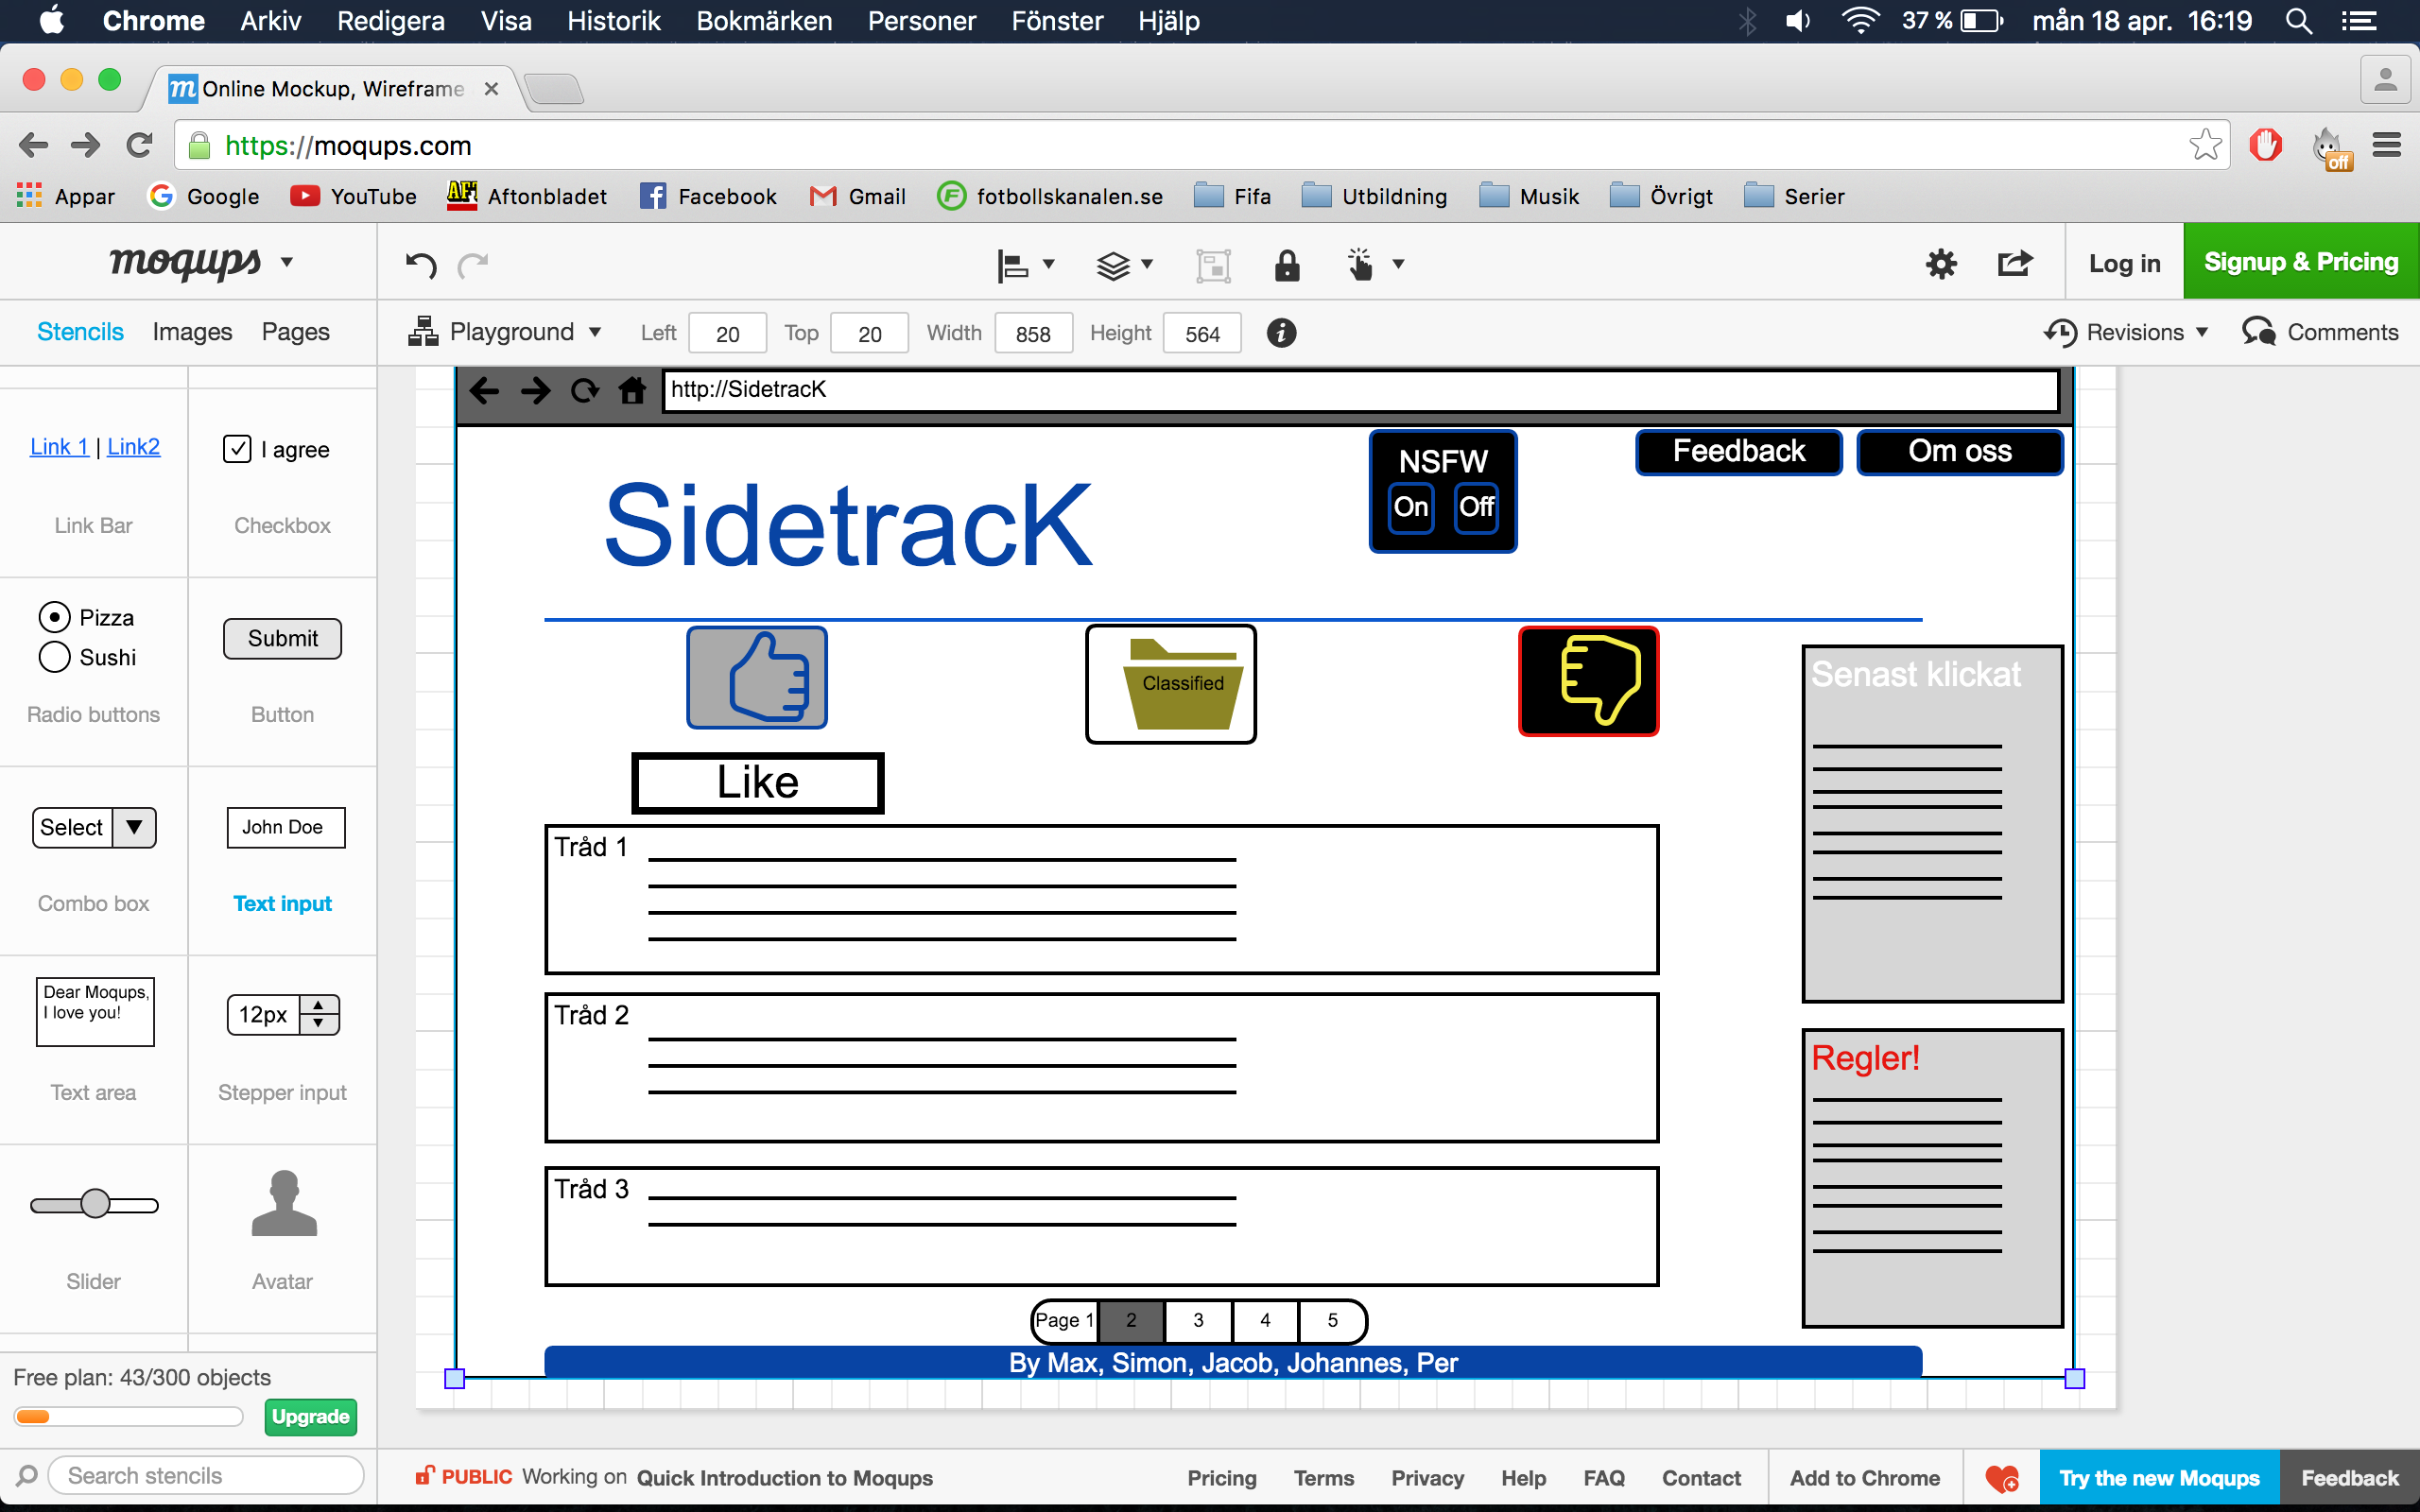 Chrome Arkiv Redigera Visa Historik Bokmärken Personer Fönster Hjälp 37 % mån 18 apr. 16:19
Online Mockup, Wireframe
https://moqups.com
Appar Google YouTube Aftonbladet Facebook Gmail fotbollskanalen.se Fifa Utbildning Musik Övrigt Serier
off
moqups Log in Signup & Pricing
Stencils Images Pages Playground Left 20 Top 20 Width 858 Height 564 Revisions Comments
http://SidetracK
Link 1 | Link2
I agree
Link Bar
Checkbox
Pizza
Sushi
Submit
Radio buttons
Button
Select
John Doe
Combo box
Text input
Dear Moqups,
I love you!
12px
Text area
Stepper input
Slider
Avatar
Free plan: 43/300 objects
Upgrade
Search stencils
SidetracK
NSFW
On Off
Feedback
Om oss
Classified
Like
Senast klickat
Tråd 1
Tråd 2
Tråd 3
Regler!
Page 1 2 3 4 5
By Max, Simon, Jacob, Johannes, Per
PUBLIC Working on Quick Introduction to Moqups Pricing Terms Privacy Help FAQ Contact Add to Chrome Try the new Moqups Feedback